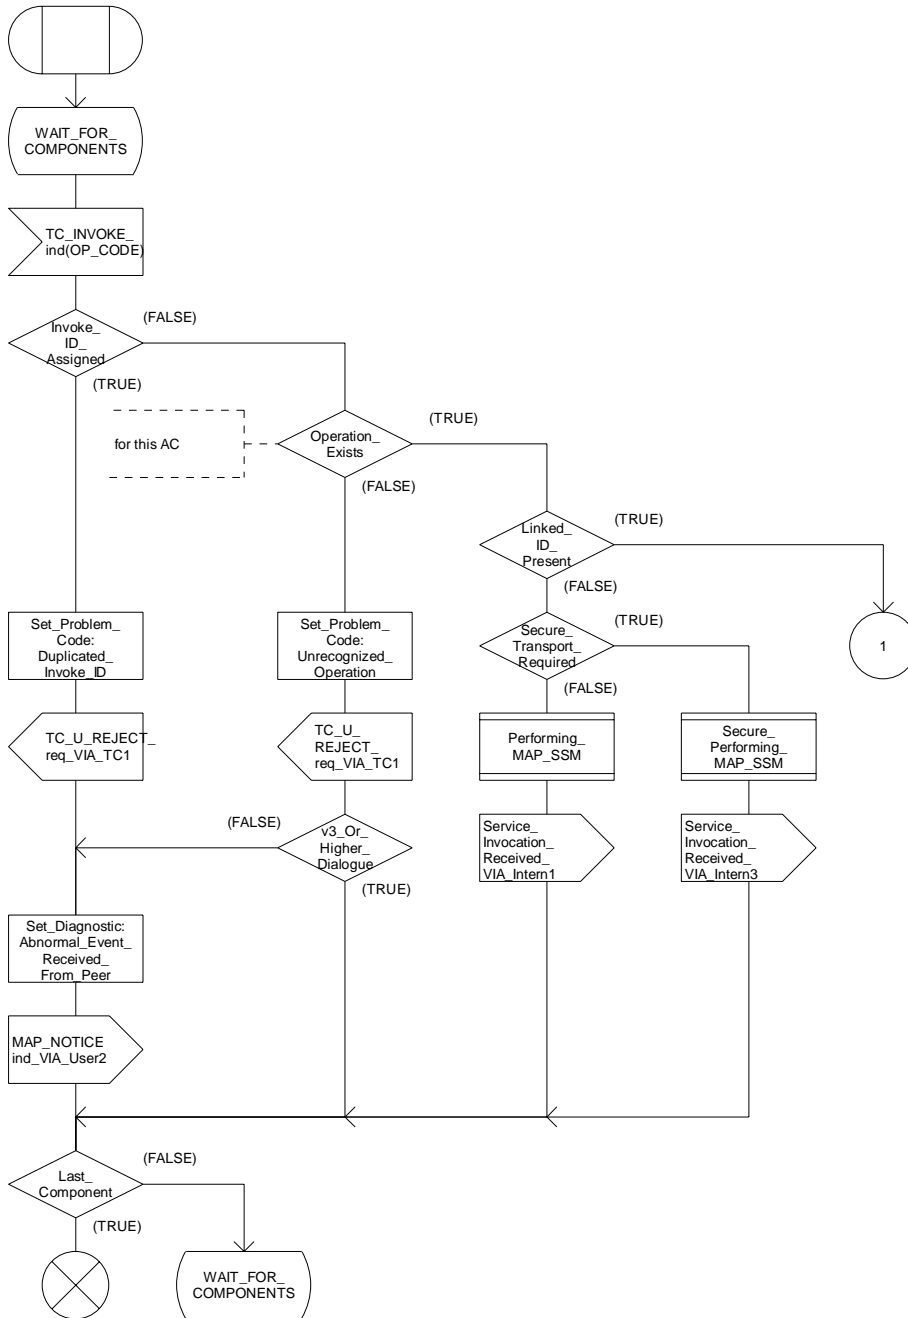 WAIT_FOR_
COMPONENTS
TC_INVOKE_
ind(OP_CODE)
Invoke_
ID_
Assigned
(FALSE)
(TRUE)
for this AC
Operation_
Exists
(TRUE)
(FALSE)
Linked_
ID_
Present
(TRUE)
(FALSE)
1
Secure_
Transport_
Required
(TRUE)
(FALSE)
Set_Problem_
Code:
Duplicated_
Invoke_ID
Set_Problem_
Code:
Unrecognized_
Operation
TC_U_REJECT_
req_VIA_TC1
TC_U_
REJECT_
req_VIA_TC1
Performing_
MAP_SSM
Secure_
Performing_
MAP_SSM
(FALSE)
v3_Or_
Higher_
Dialogue
(TRUE)
Service_
Invocation_
Received_
VIA_Intern1
Service_
Invocation_
Received_
VIA_Intern3
Set_Diagnostic:
Abnormal_Event_
Received_
From_Peer
MAP_NOTICE
ind_VIA_User2
Last_
Component
(FALSE)
(TRUE)
WAIT_FOR_
COMPONENTS